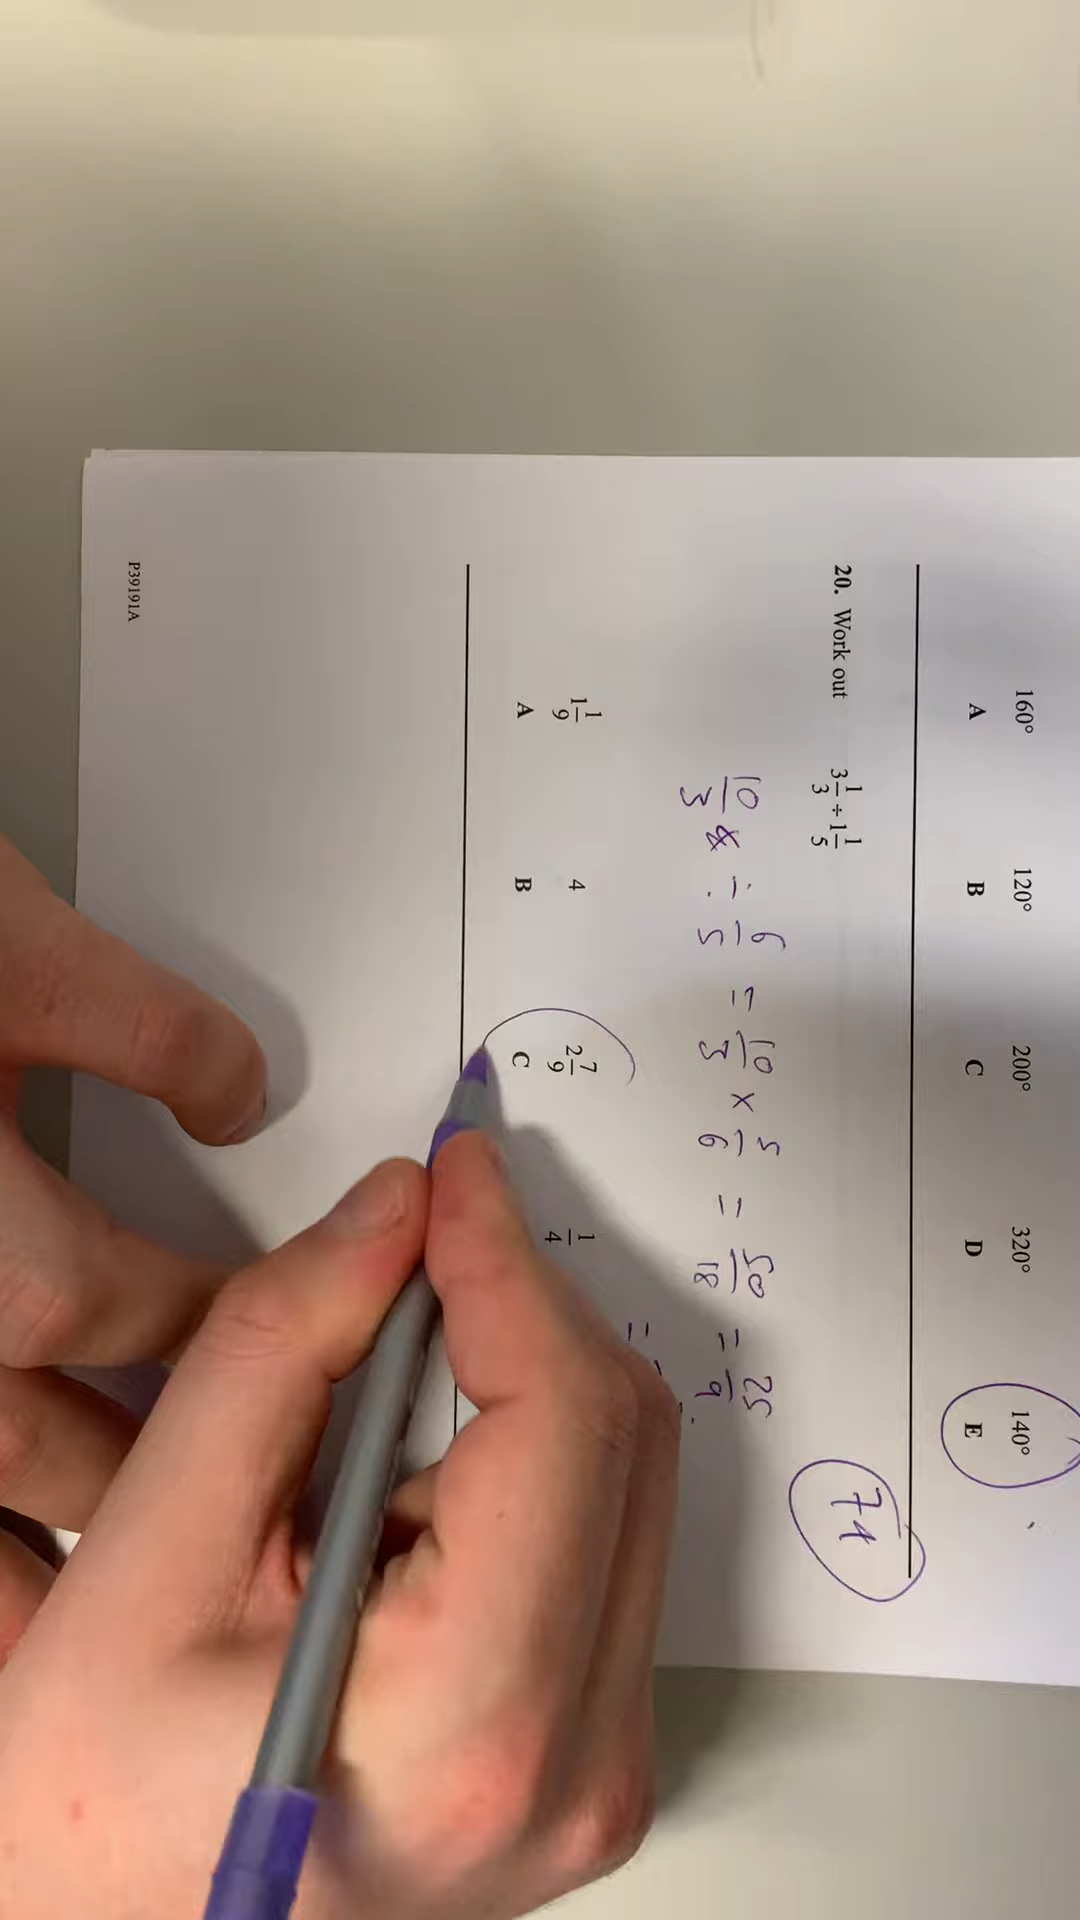 160° 120° 200° 320° 140°
A B C D E
20. Work out 3 1/3 ÷ 1 1/5
74
10/3 ÷ 6/5 = 10/3 × 5/6 = 50/18 = 25/9
=
1 1/9 4 2 7/9 1/4
A B C
P39191A